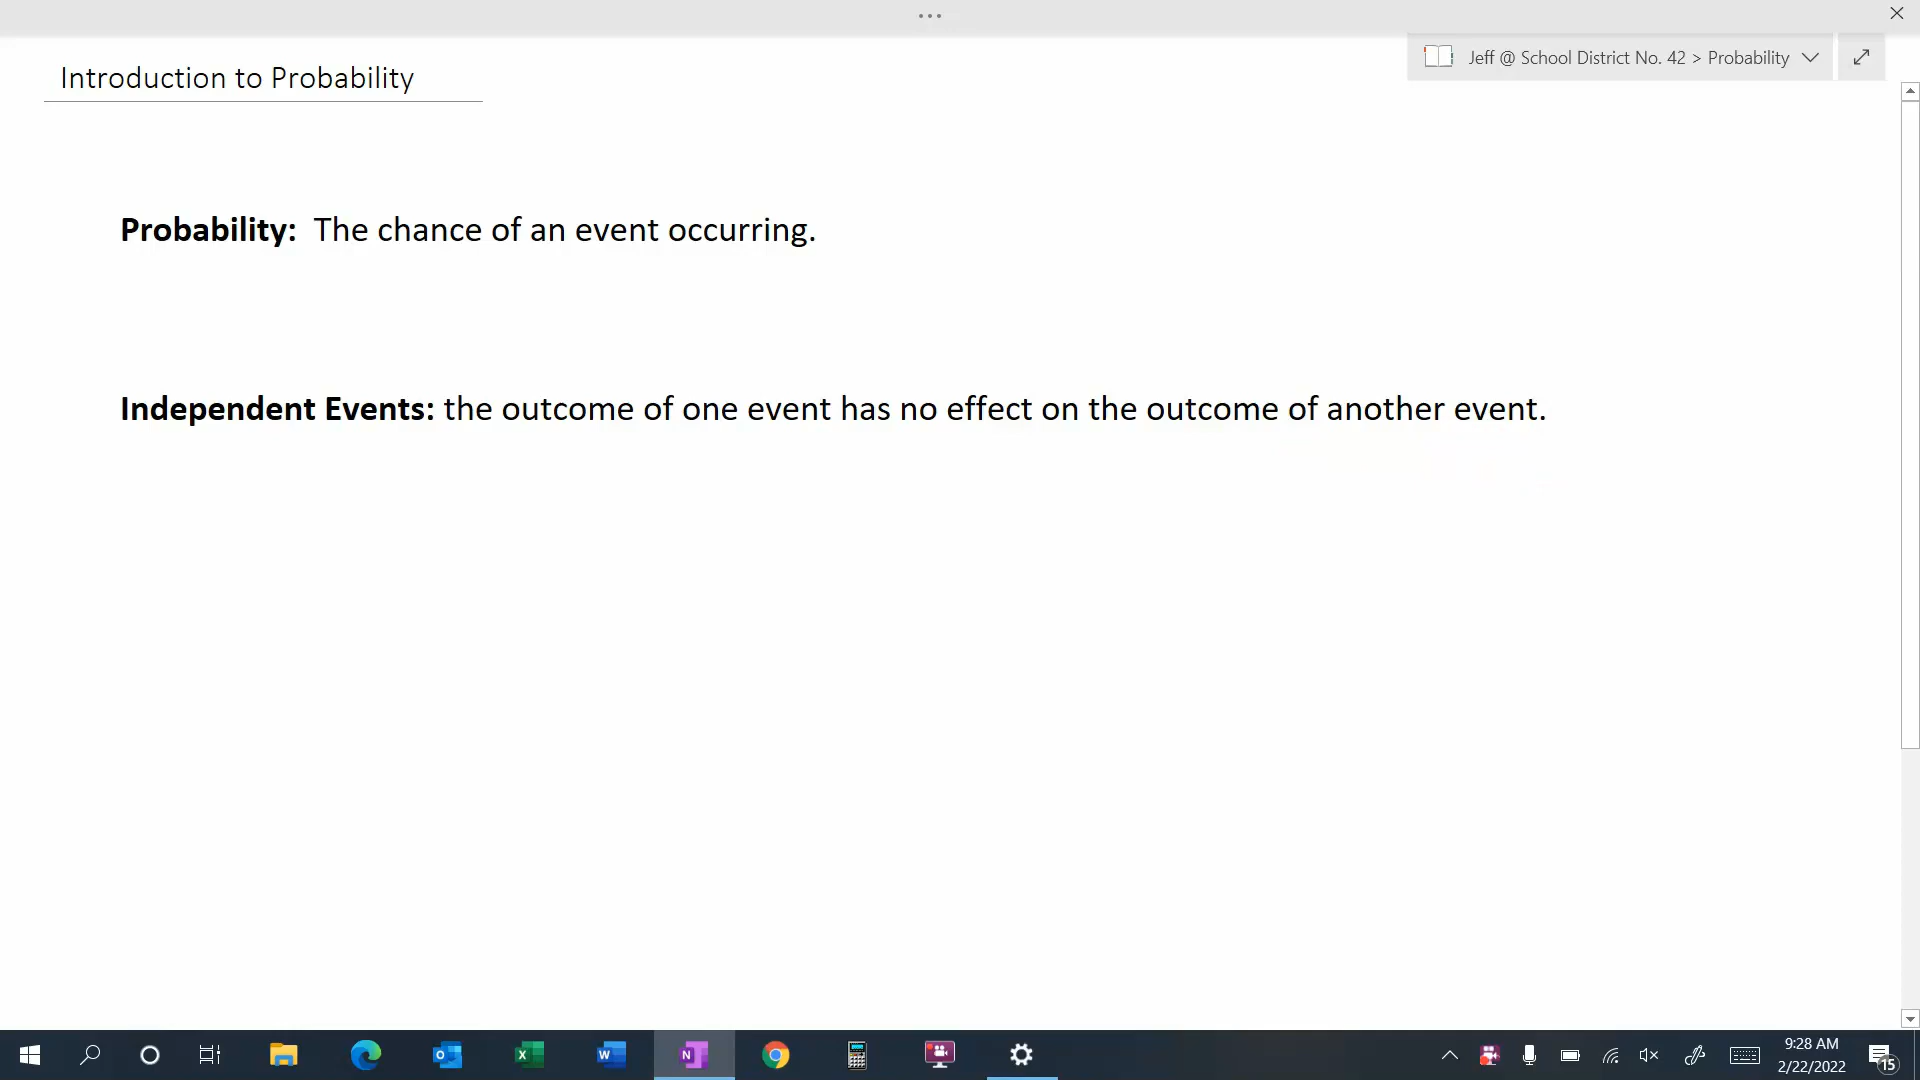 Jeff @ School District No. 42 > Probability
Introduction to Probability
Probability: The chance of an event occurring.
Independent Events: the outcome of one event has no effect on the outcome of another event.
9:28 AM
2/22/2022
15